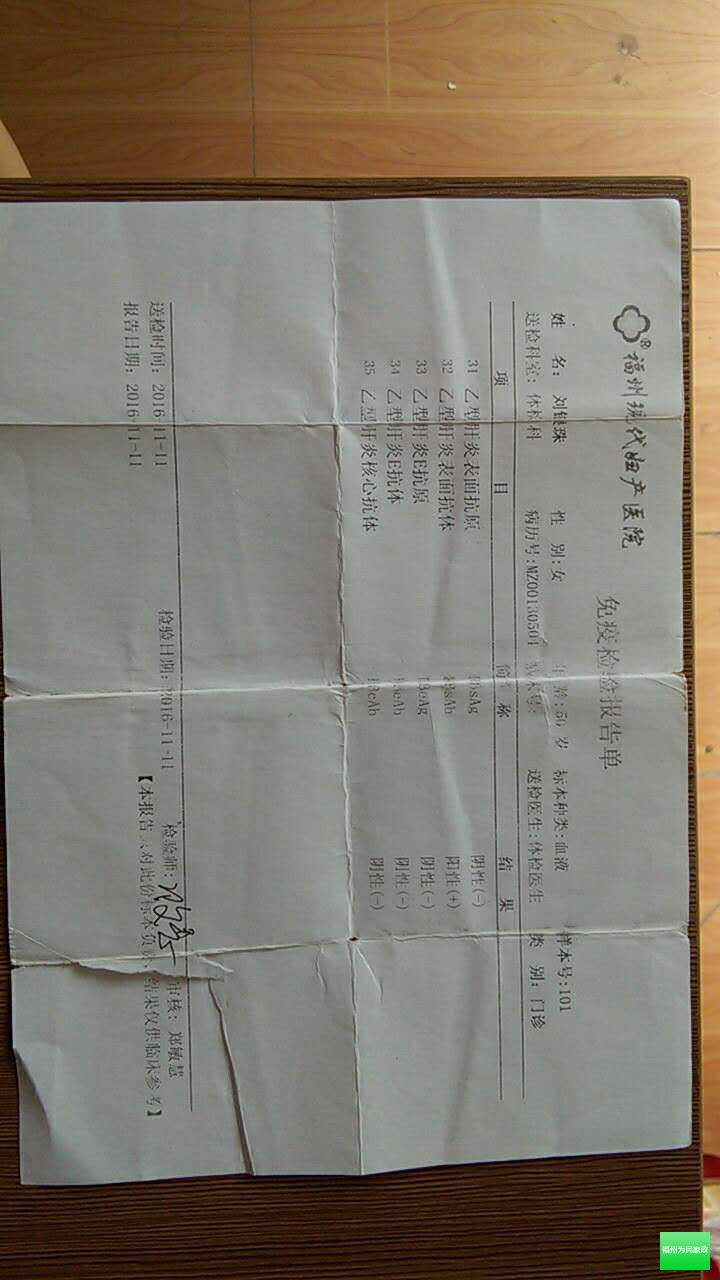 福州现代妇产医院
免疫检验报告单
姓 名: 刘银珠 性 别:女 年龄:50 岁 标本种类:血液 样本号:101
送检科室: 体检科 病历号:MZ00130501 送检医生:体检医生 类 别: 门诊
项 目 简 称 结 果
31 乙型肝炎表面抗原 HBsAg 阴性(-)
32 乙型肝炎表面抗体 HBsAb 阳性(+)
33 乙型肝炎E抗原 HBeAg 阴性(-)
34 乙型肝炎E抗体 HBeAb 阴性(-)
35 乙型肝炎核心抗体 HBcAb 阴性(-)
送检时间: 2016-11-11 检验日期: 2016-11-11 检验师: 审核: 郑敏慧
报告日期: 2016-11-11 【本报告只对此份标本负责,结果仅供临床参考】
福州为民家政